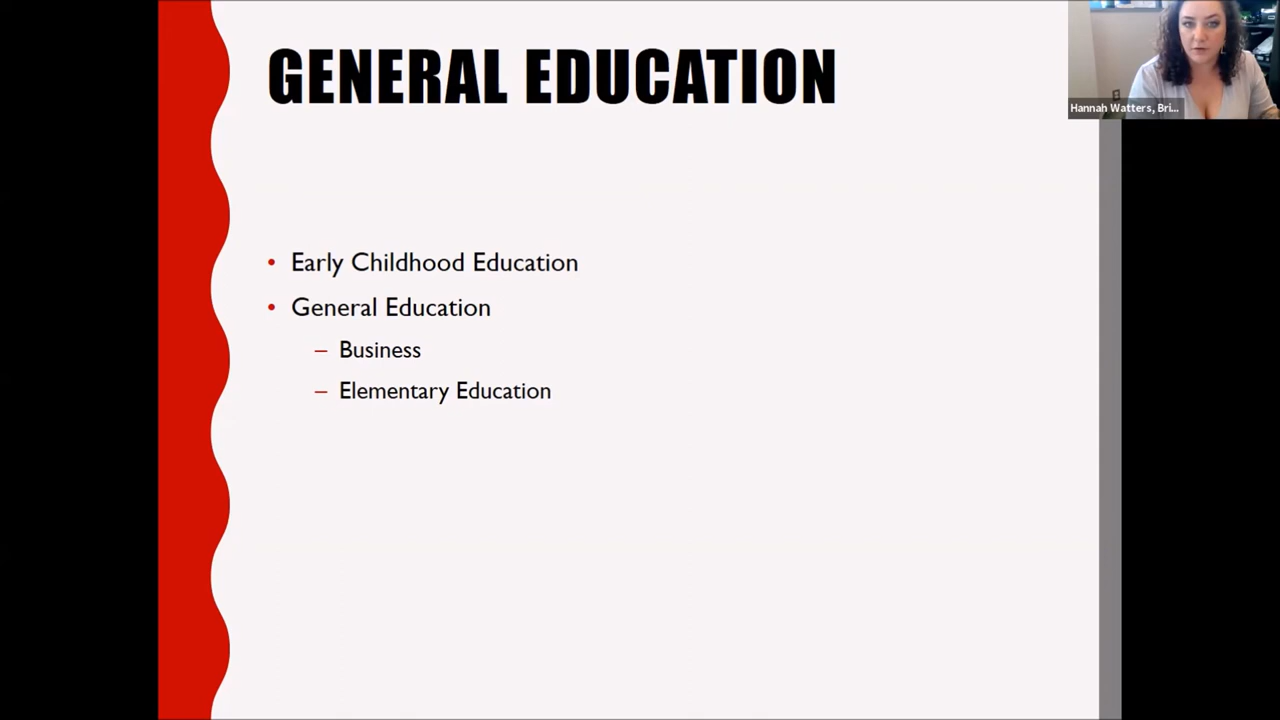 GENERAL EDUCATION
Hannah Watters, Bri...
• Early Childhood Education
• General Education
– Business
– Elementary Education